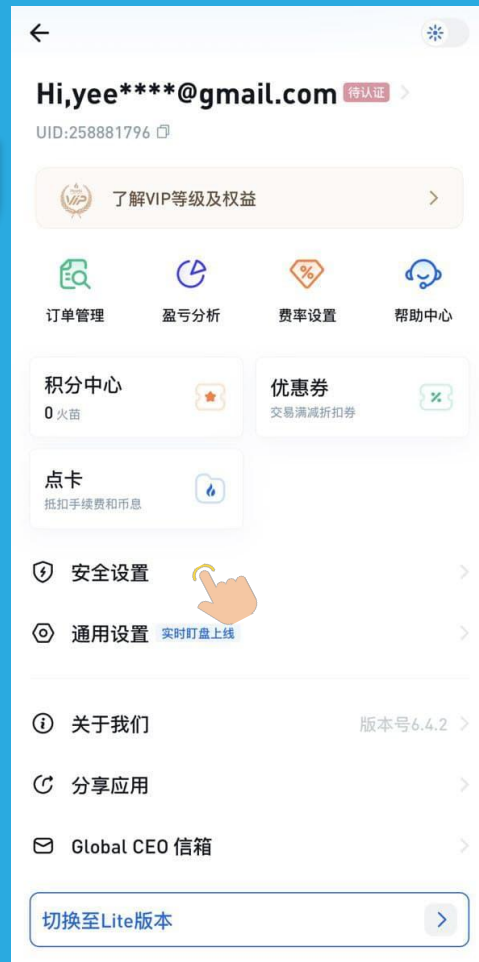 Hi,yee****@gmail.com 待认证
UID:258881796
VIP 了解VIP等级及权益
订单管理 盈亏分析 费率设置 帮助中心
积分中心 优惠券
0 火苗 交易满减折扣券
点卡
抵扣手续费和币息
安全设置
通用设置 实时盯盘上线
关于我们 版本号6.4.2
分享应用
Global CEO 信箱
切换至Lite版本